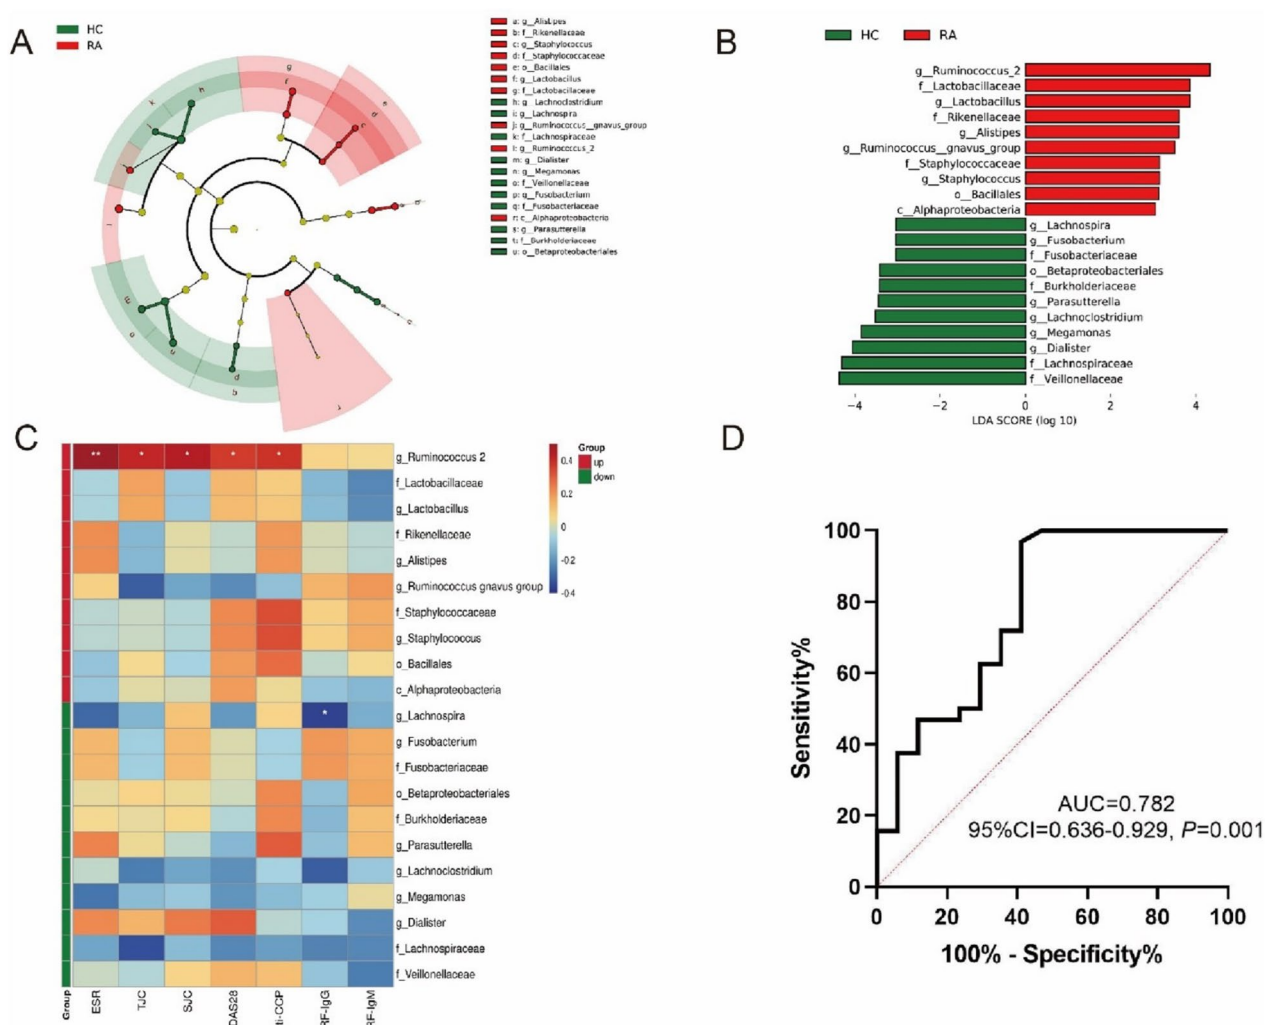 A
HC
RA
a: g__Alistipes
b: f__Rikenellaceae
c: g__Staphylococcus
d: f__Staphylococcaceae
e: o__Bacillales
f: g__Lactobacillus
g: f__Lactobacillaceae
h: g__Lachnoclostridium
i: g__Lachnospira
j: g__Ruminococcus__gnavus_group
k: f__Lachnospiraceae
l: g__Ruminococcus_2
m: g__Dialister
n: g__Megamonas
o: f__Veillonellaceae
p: g__Fusobacterium
q: f__Fusobacteriaceae
r: c__Alphaproteobacteria
s: g__Parasutterella
t: f__Burkholderiaceae
u: o__Betaproteobacteriales
B
HC RA
g__Ruminococcus_2
f__Lactobacillaceae
g__Lactobacillus
f__Rikenellaceae
g__Alistipes
g__Ruminococcus__gnavus_group
f__Staphylococcaceae
g__Staphylococcus
o__Bacillales
c__Alphaproteobacteria
g__Lachnospira
g__Fusobacterium
f__Fusobacteriaceae
o__Betaproteobacteriales
f__Burkholderiaceae
g__Parasutterella
g__Lachnoclostridium
g__Megamonas
g__Dialister
f__Lachnospiraceae
f__Veillonellaceae
−4 −2 0 2 4
LDA SCORE (log 10)
C
** * * * *
g_Ruminococcus 2
f_Lactobacillaceae
g_Lactobacillus
f_Rikenellaceae
g_Alistipes
g_Ruminococcus gnavus group
f_Staphylococcaceae
g_Staphylococcus
o_Bacillales
c_Alphaproteobacteria
g_Lachnospira
*
g_Fusobacterium
f_Fusobacteriaceae
o_Betaproteobacteriales
f_Burkholderiaceae
g_Parasutterella
g_Lachnoclostridium
g_Megamonas
g_Dialister
f_Lachnospiraceae
f_Veillonellaceae
Group
ESR
TJC
SJC
DAS28
ti-CCP
RF-IgG
RF-IgM
0.4
0.2
0
-0.2
-0.4
Group
up
down
D
Sensitivity%
100
80
60
40
20
0
AUC=0.782
95%CI=0.636-0.929, P=0.001
0 20 40 60 80 100
100% - Specificity%